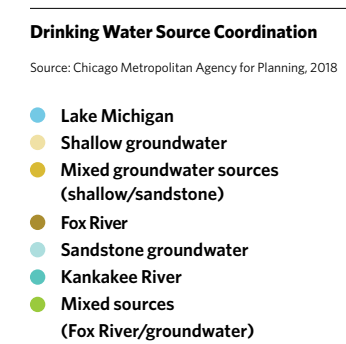 Drinking Water Source Coordination
Source: Chicago Metropolitan Agency for Planning, 2018
Lake Michigan
Shallow groundwater
Mixed groundwater sources
(shallow/sandstone)
Fox River
Sandstone groundwater
Kankakee River
Mixed sources
(Fox River/groundwater)